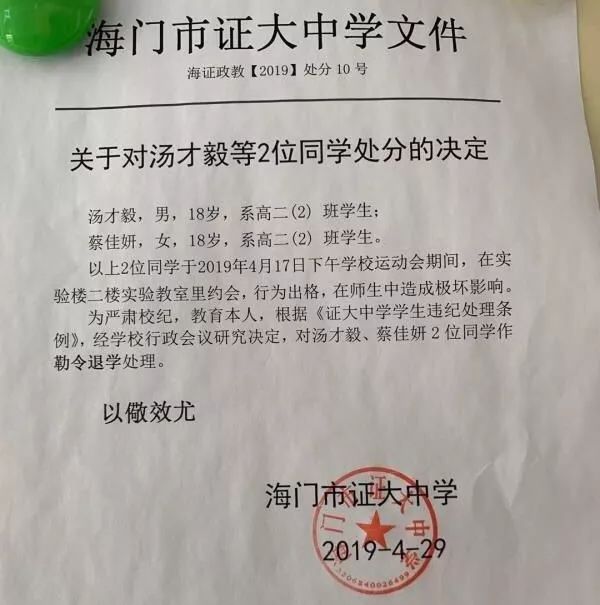 海门市证大中学文件
海证政教【2019】处分 10 号
关于对汤才毅等2位同学处分的决定
汤才毅，男，18岁，系高二(2) 班学生；
蔡佳妍，女，18岁，系高二(2) 班学生。
以上2位同学于2019年4月17日下午学校运动会期间，在实
验楼二楼实验教室里约会，行为出格，在师生中造成极坏影响。
为严肃校纪，教育本人，根据《证大中学学生违纪处理条
例》，经学校行政会议研究决定，对汤才毅、蔡佳妍 2 位同学作
勒令退学处理。
以儆效尤
海门市证大中学
海门市证大中学
2019-4-29